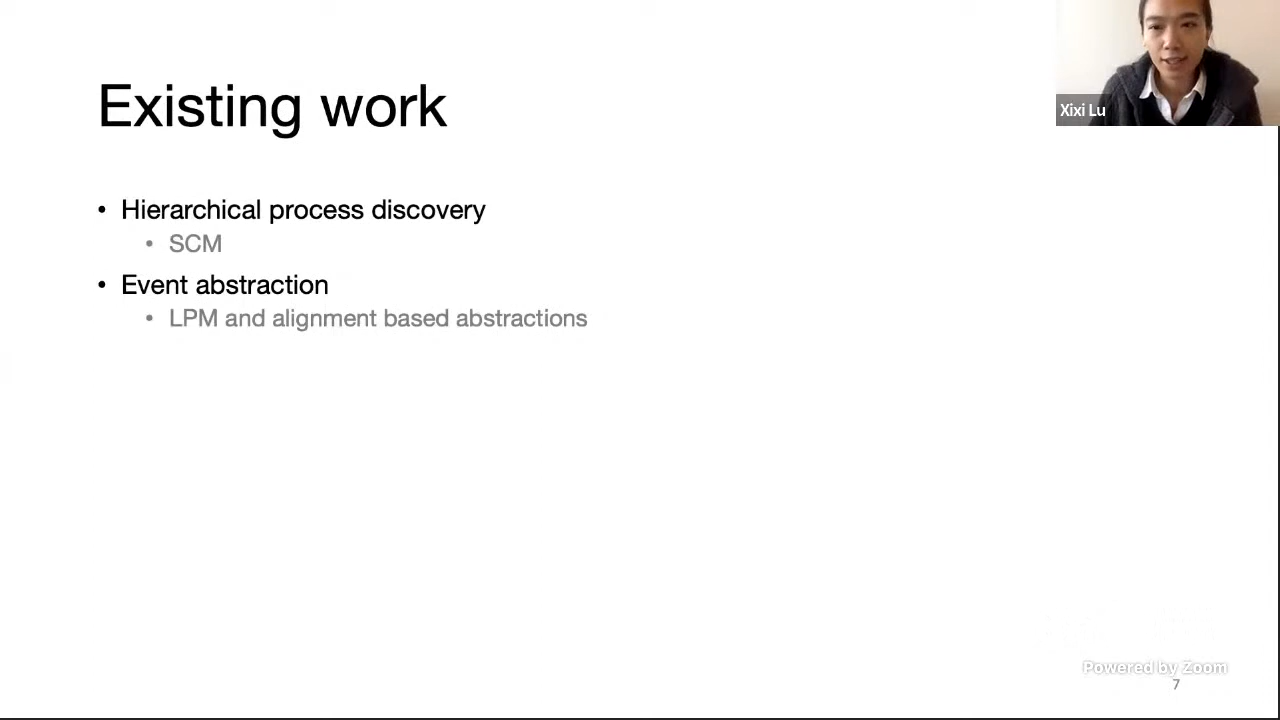 Existing work
Xixi Lu
• Hierarchical process discovery
• SCM
• Event abstraction
• LPM and alignment based abstractions
Powered by Zoom
7